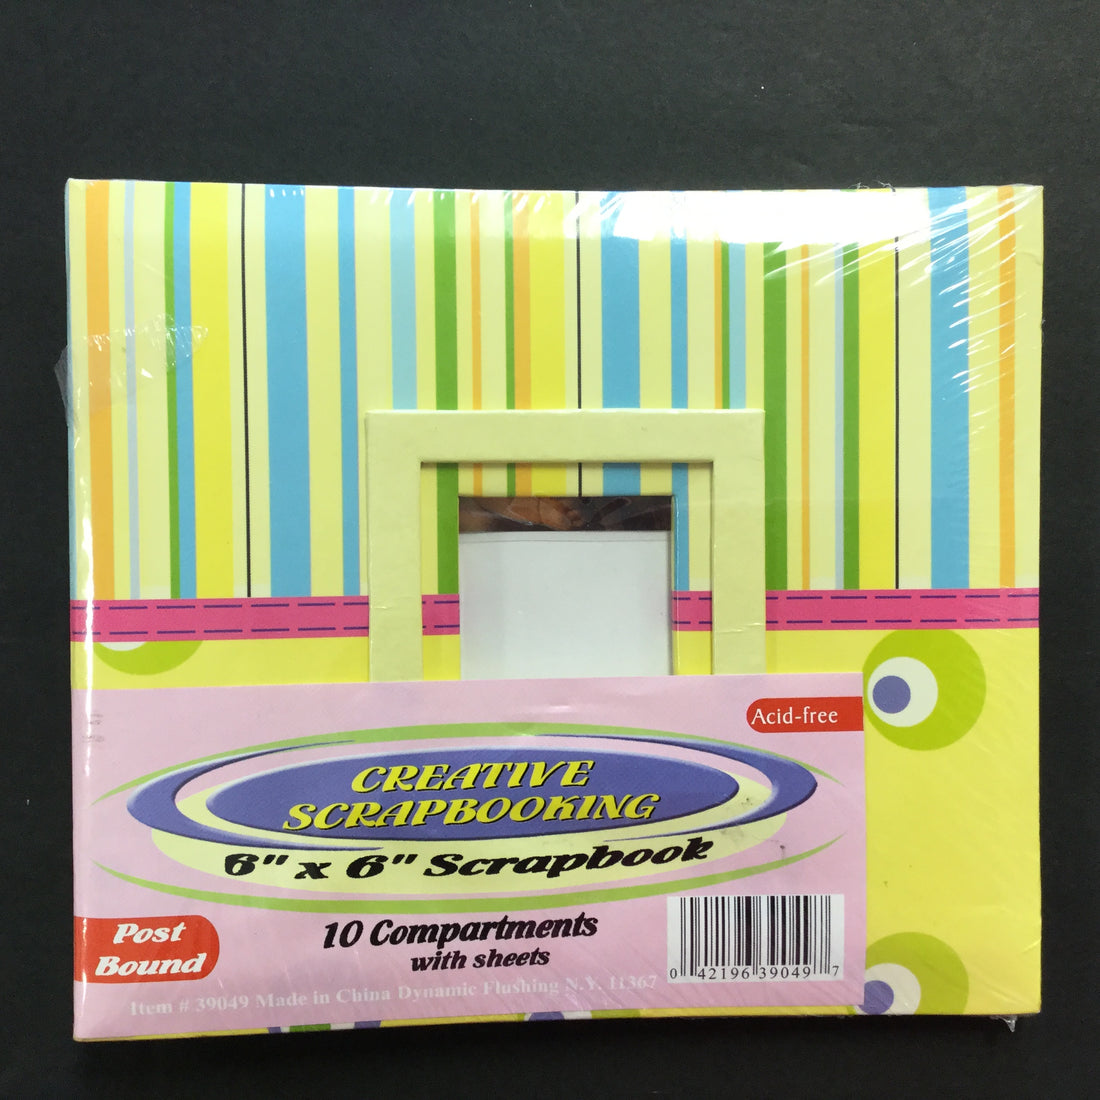 Acid-free
CREATIVE
SCRAPBOOKING
6" x 6" Scrapbook
10 Compartments
with sheets
Post
Bound
0 42196 39049 7
Item # 39049 Made in China Dynamic Flushing N.Y. 11367